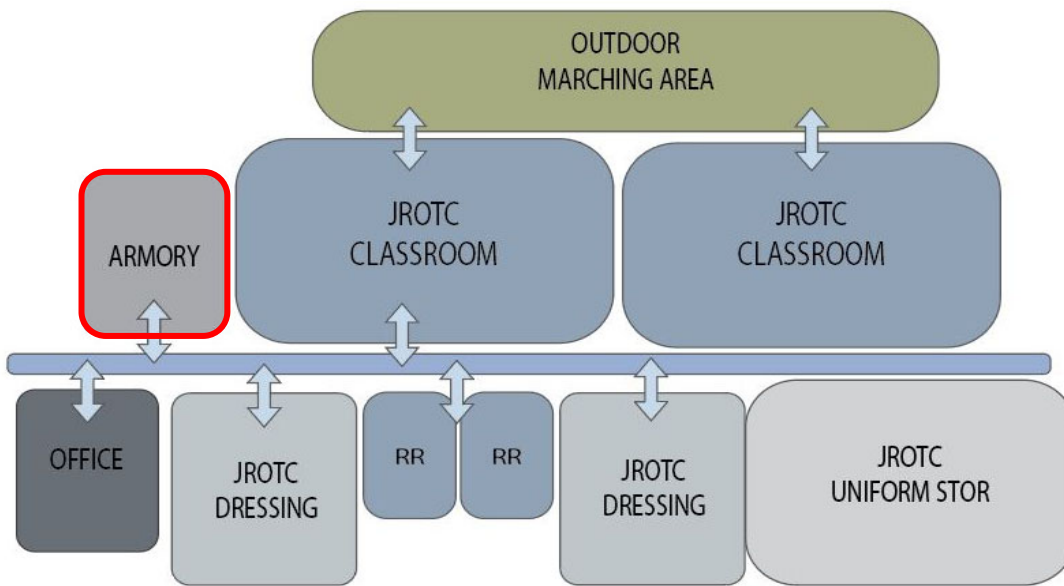 OUTDOOR
MARCHING AREA
ARMORY
JROTC
CLASSROOM
JROTC
CLASSROOM
OFFICE
JROTC
DRESSING
RR
RR
JROTC
DRESSING
JROTC
UNIFORM STOR